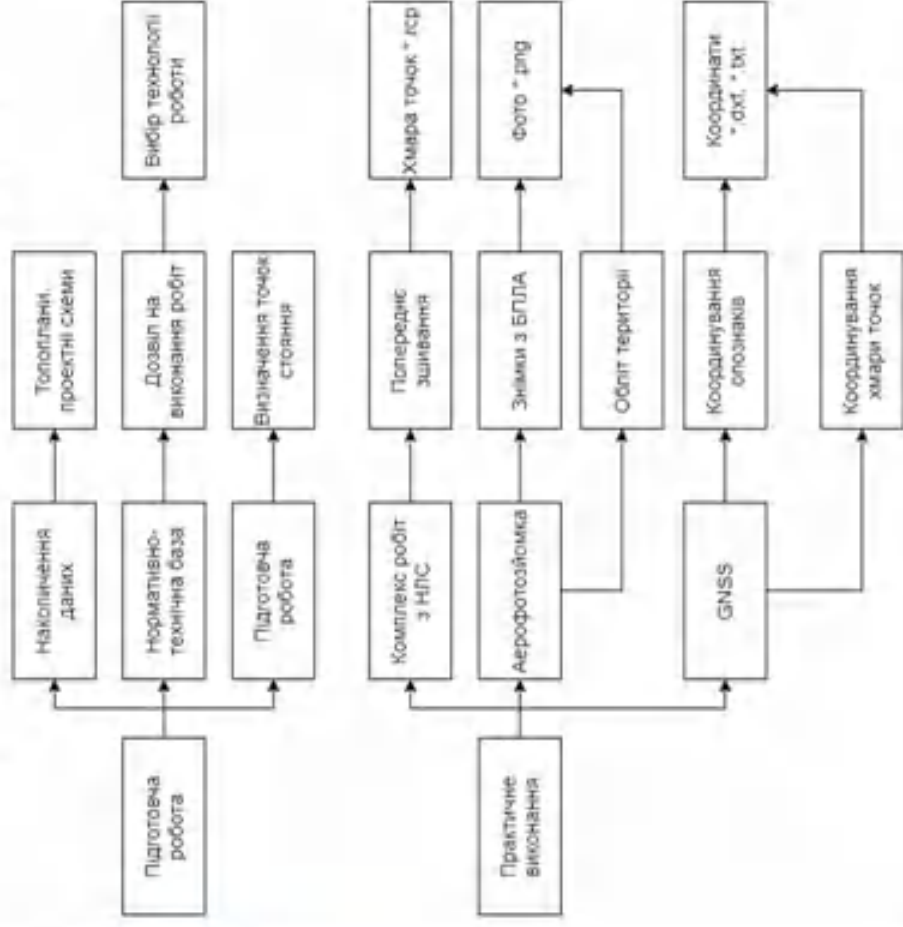 Підготовча
робота
Накопичення
даних
Топоплани,
проектні схеми
Нормативно-
технічна база
Дозвіл на
виконання робіт
Вибір технології
роботи
Підготовча
робота
Визначення точок
стояння
Практичне
виконання
Комплекс робіт
з НЛС
Попереднє
зшивання
Хмара точок *.rcp
Аерофотозйомка
Знімки з БПЛА
Фото *.png
Обліт території
GNSS
Координування
опознаків
Координати
*.dxf, *.txt
Координування
хмари точок